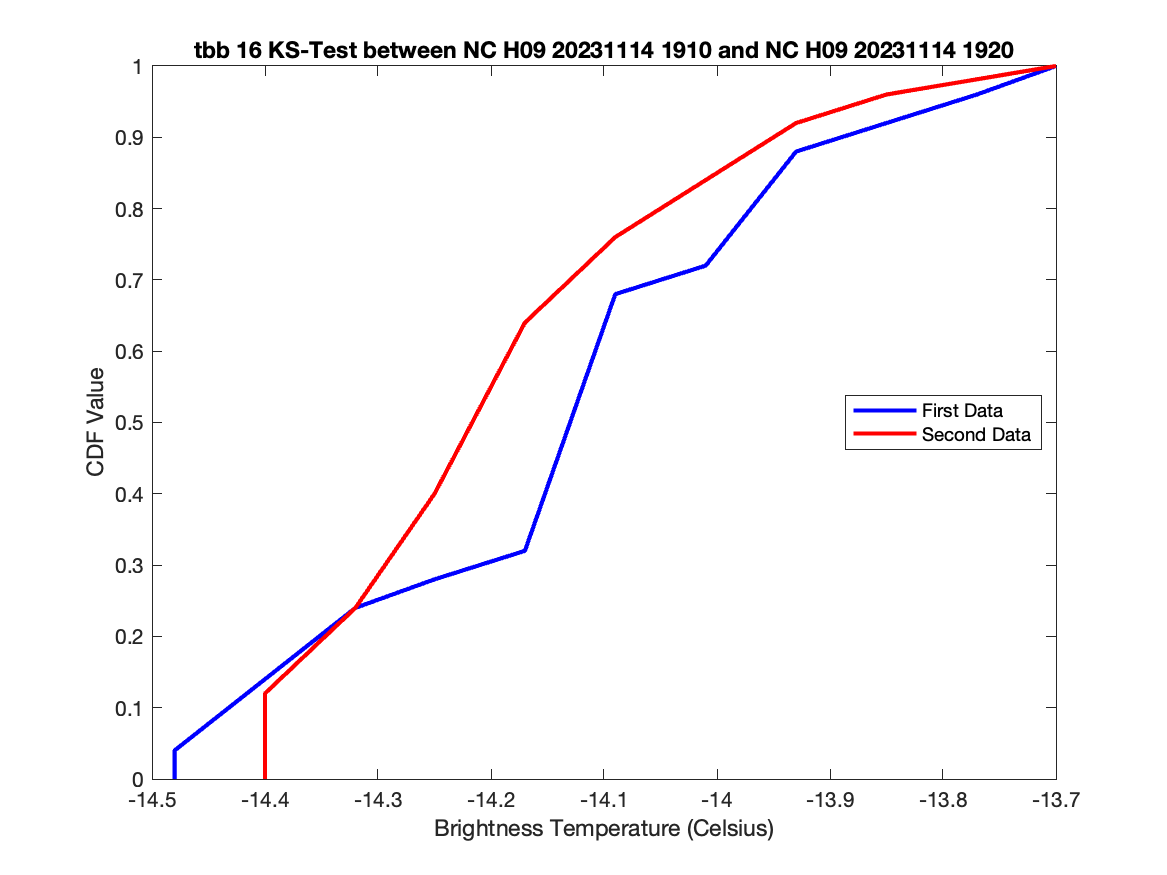 tbb 16 KS-Test between NC H09 20231114 1910 and NC H09 20231114 1920
1
0.9
0.8
0.7
0.6
0.5
0.4
0.3
0.2
0.1
0
CDF Value
First Data
Second Data
-14.5 -14.4 -14.3 -14.2 -14.1 -14 -13.9 -13.8 -13.7
Brightness Temperature (Celsius)